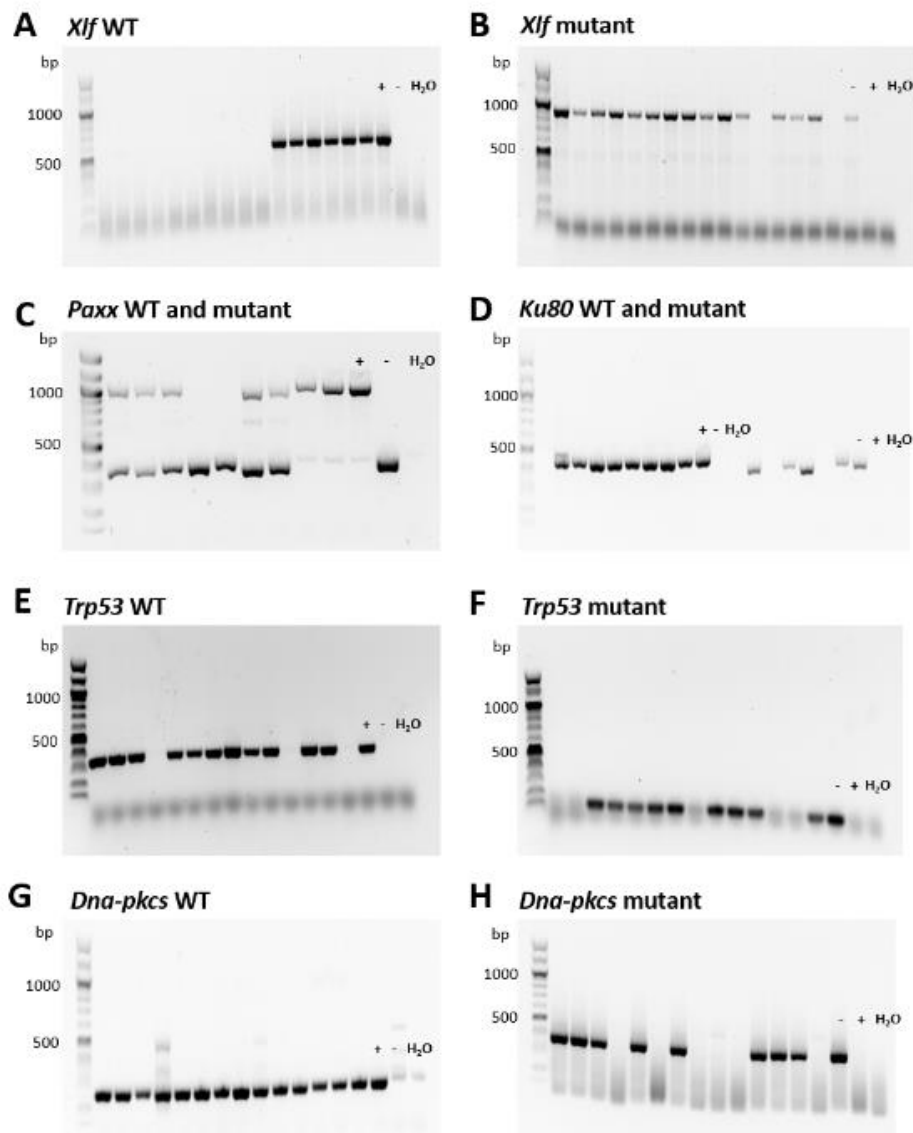 A Xlf WT
bp
+ - H₂O
1000
500
B Xlf mutant
bp
- + H₂O
1000
500
C Paxx WT and mutant
bp
+ - H₂O
1000
500
D Ku80 WT and mutant
bp
1000
500
+ - H₂O
- + H₂O
E Trp53 WT
bp
1000
500
+ - H₂O
F Trp53 mutant
bp
1000
500
- + H₂O
G Dna-pkcs WT
bp
1000
500
+ - H₂O
H Dna-pkcs mutant
bp
1000
500
- + H₂O